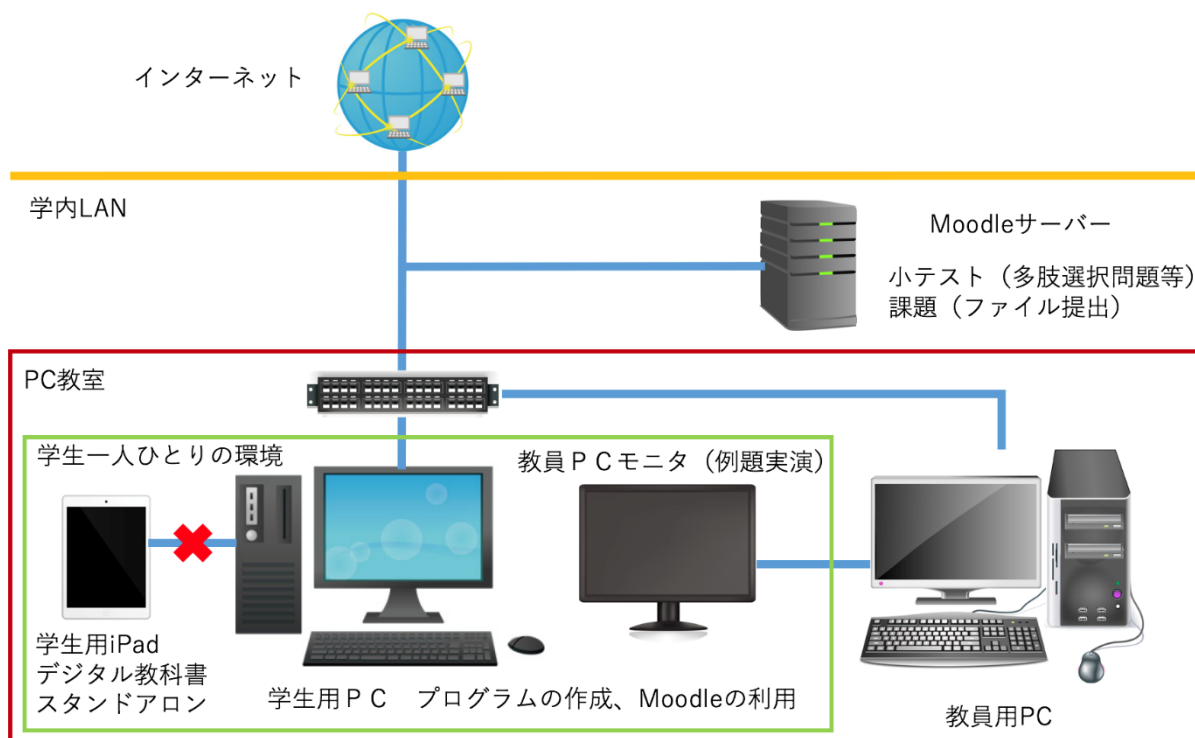 インターネット
学内LAN
Moodleサーバー
小テスト（多肢選択問題等）
課題（ファイル提出）
PC教室
学生一人ひとりの環境
教員ＰＣモニタ（例題実演）
学生用iPad
デジタル教科書
スタンドアロン
学生用ＰＣ　プログラムの作成、Moodleの利用
教員用PC